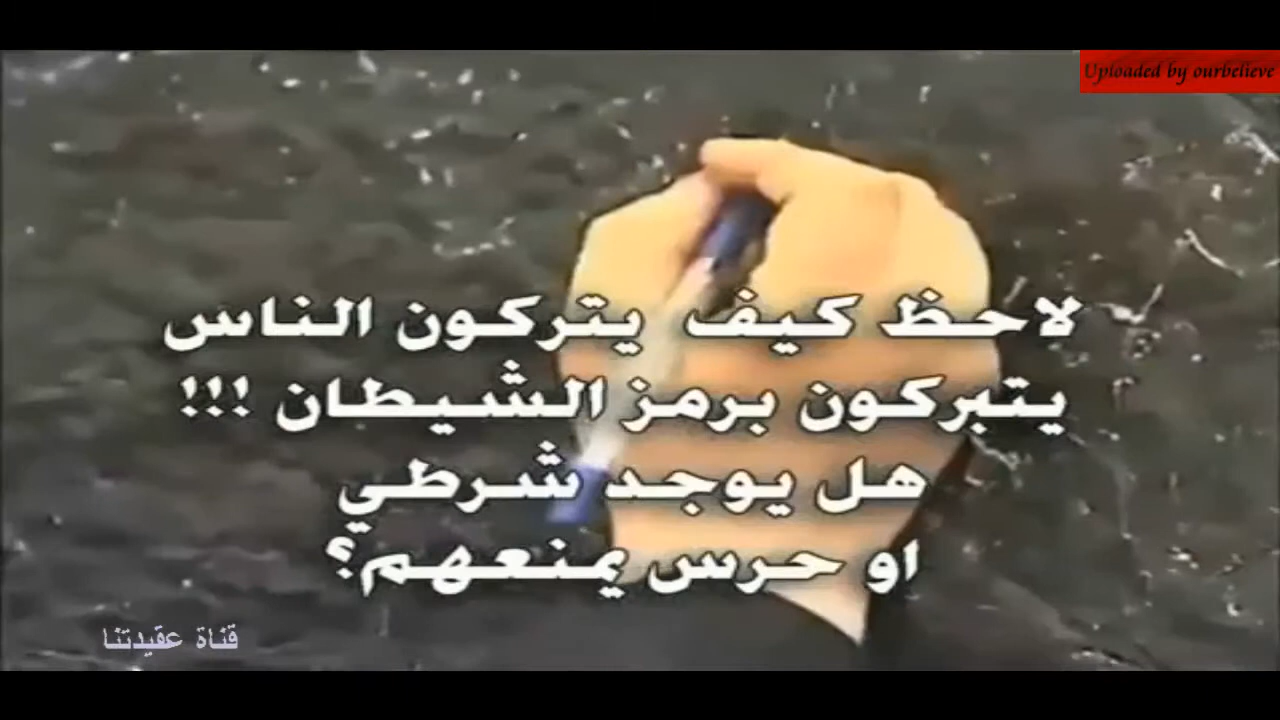 Uploaded by ourbelieve
لاحظ كيف يتركون الناس
يتبركون برمز الشيطان !!!
هل يوجد شرطي
او حرس يمنعهم؟
قناة عقيدتنا